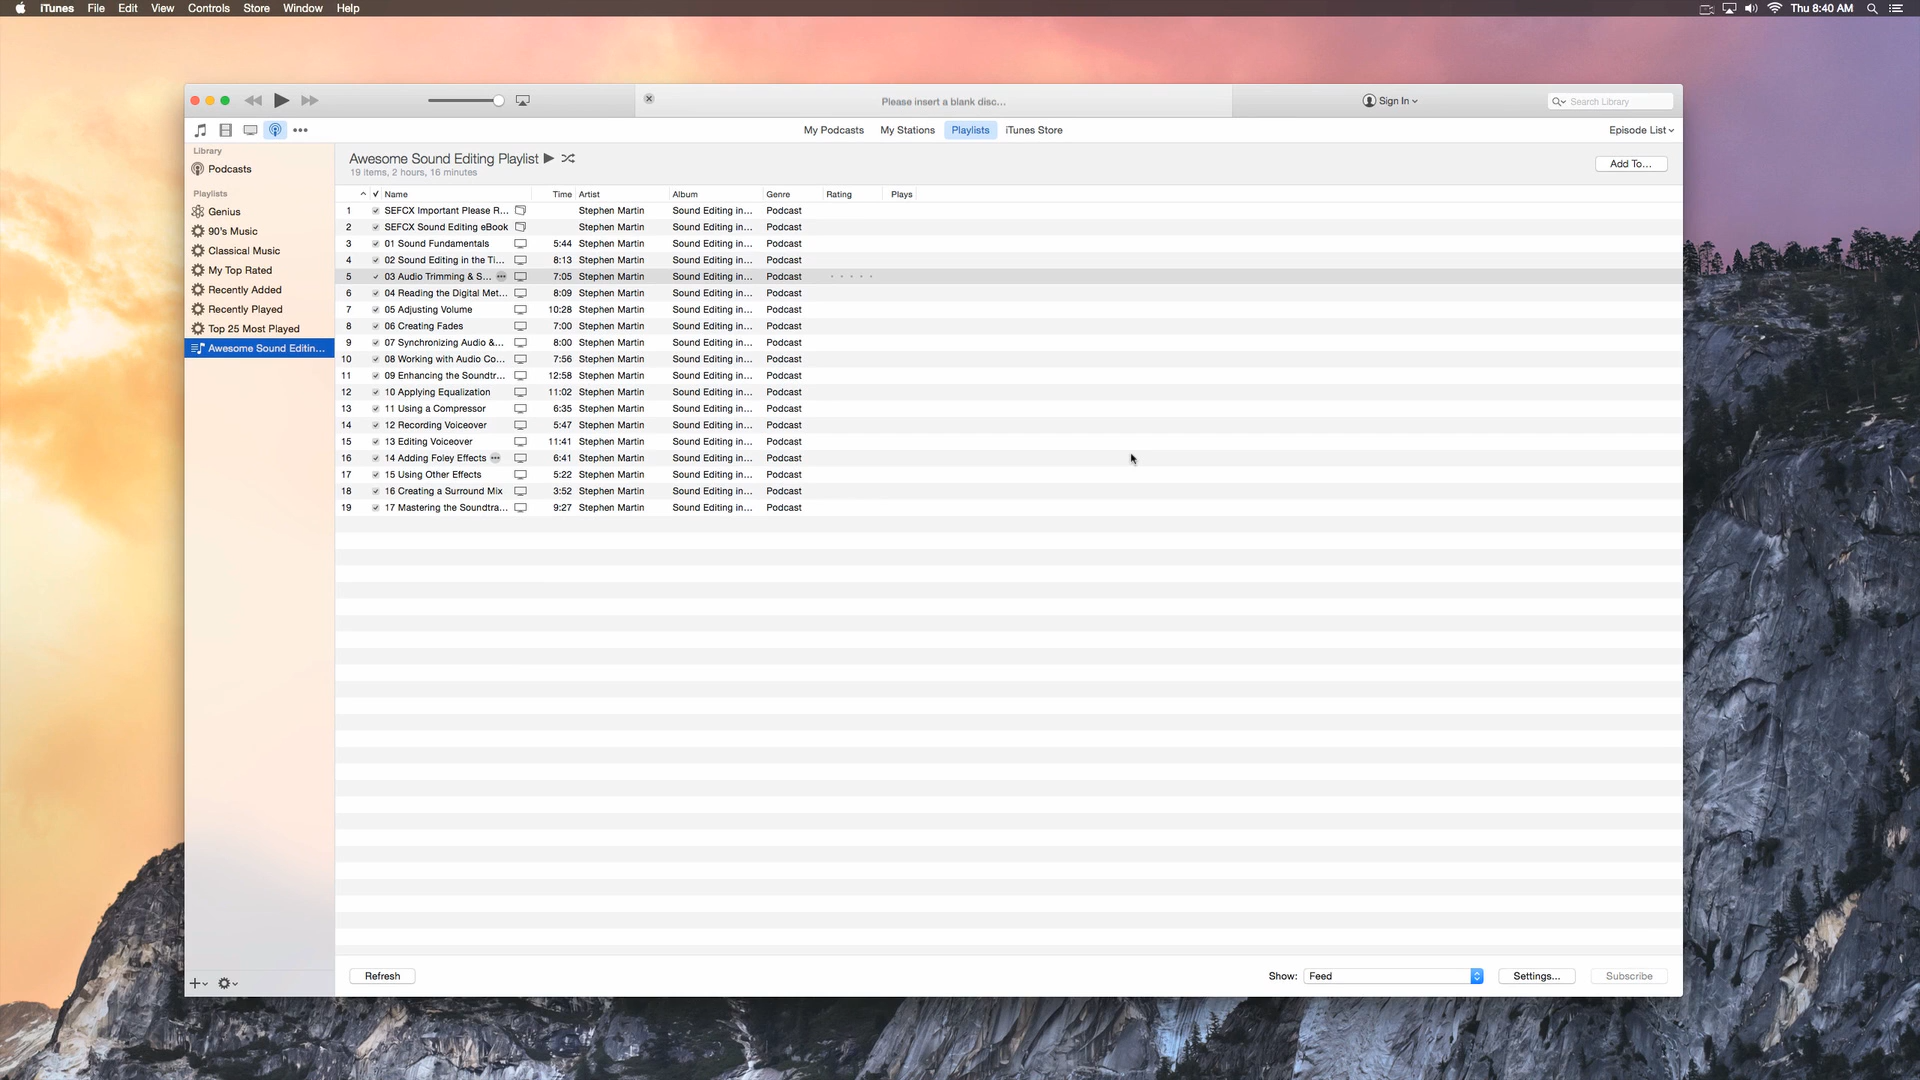 iTunes File Edit View Controls Store Window Help Thu 8:40 AM
Please insert a blank disc... Sign In Search Library
My Podcasts My Stations Playlists iTunes Store Episode List
Library
Podcasts
Playlists
Genius
90's Music
Classical Music
My Top Rated
Recently Added
Recently Played
Top 25 Most Played
Awesome Sound Editin...
Awesome Sound Editing Playlist
19 items, 2 hours, 16 minutes
Add To...
Name Time Artist Album Genre Rating Plays
1 SEFCX Important Please R... Stephen Martin Sound Editing in... Podcast
2 SEFCX Sound Editing eBook Stephen Martin Sound Editing in... Podcast
3 01 Sound Fundamentals 5:44 Stephen Martin Sound Editing in... Podcast
4 02 Sound Editing in the Ti... 8:13 Stephen Martin Sound Editing in... Podcast
5 03 Audio Trimming & S... 7:05 Stephen Martin Sound Editing in... Podcast
6 04 Reading the Digital Met... 8:09 Stephen Martin Sound Editing in... Podcast
7 05 Adjusting Volume 10:28 Stephen Martin Sound Editing in... Podcast
8 06 Creating Fades 7:00 Stephen Martin Sound Editing in... Podcast
9 07 Synchronizing Audio &... 8:00 Stephen Martin Sound Editing in... Podcast
10 08 Working with Audio Co... 7:56 Stephen Martin Sound Editing in... Podcast
11 09 Enhancing the Soundtr... 12:58 Stephen Martin Sound Editing in... Podcast
12 10 Applying Equalization 11:02 Stephen Martin Sound Editing in... Podcast
13 11 Using a Compressor 6:35 Stephen Martin Sound Editing in... Podcast
14 12 Recording Voiceover 5:47 Stephen Martin Sound Editing in... Podcast
15 13 Editing Voiceover 11:41 Stephen Martin Sound Editing in... Podcast
16 14 Adding Foley Effects 6:41 Stephen Martin Sound Editing in... Podcast
17 15 Using Other Effects 5:22 Stephen Martin Sound Editing in... Podcast
18 16 Creating a Surround Mix 3:52 Stephen Martin Sound Editing in... Podcast
19 17 Mastering the Soundtra... 9:27 Stephen Martin Sound Editing in... Podcast
Refresh Show: Feed Settings... Subscribe